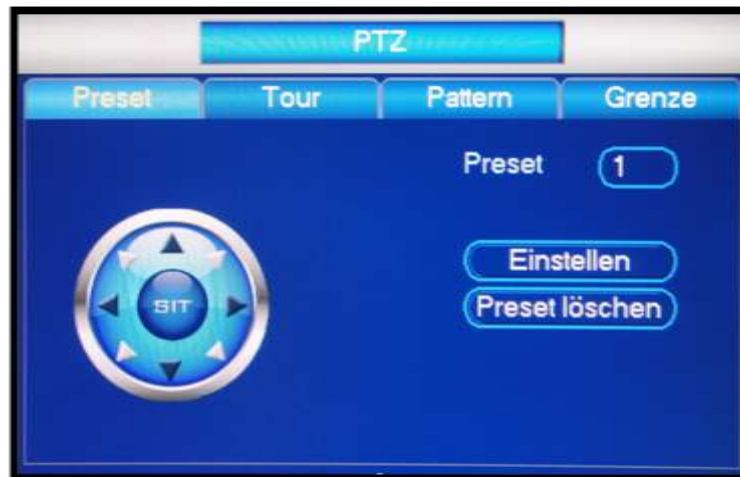 PTZ
Preset Tour Pattern Grenze
Preset 1
Einstellen
SIT
Preset löschen